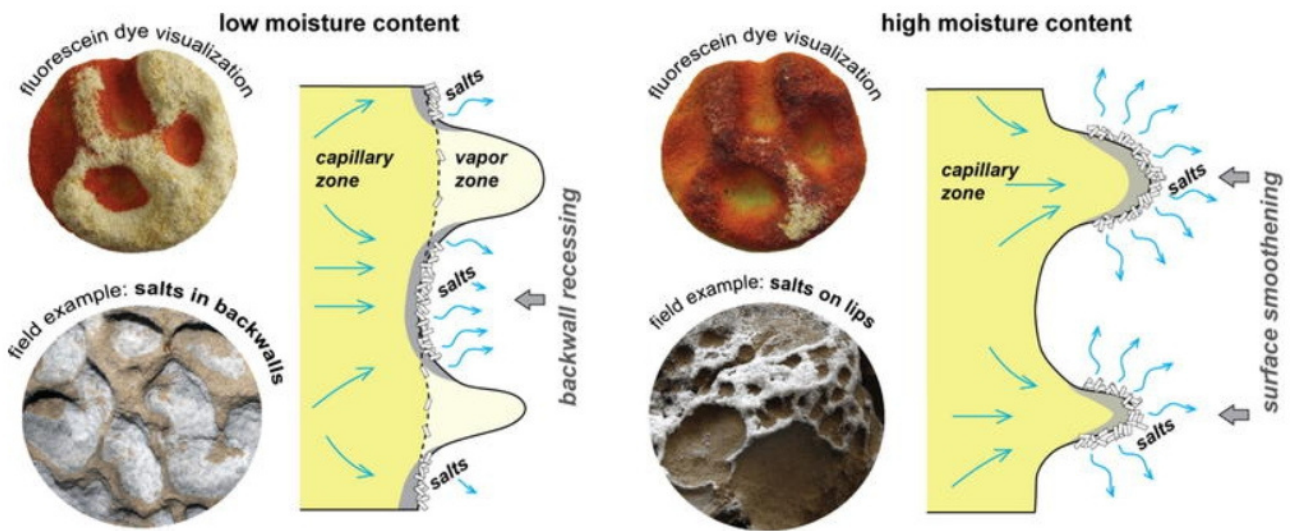 low moisture content
fluorescein dye visualization
salts
capillary
zone
vapor
zone
salts
salts
backwall recessing
field example: salts in backwalls
high moisture content
fluorescein dye visualization
capillary
zone
salts
salts
surface smoothening
field example: salts on lips